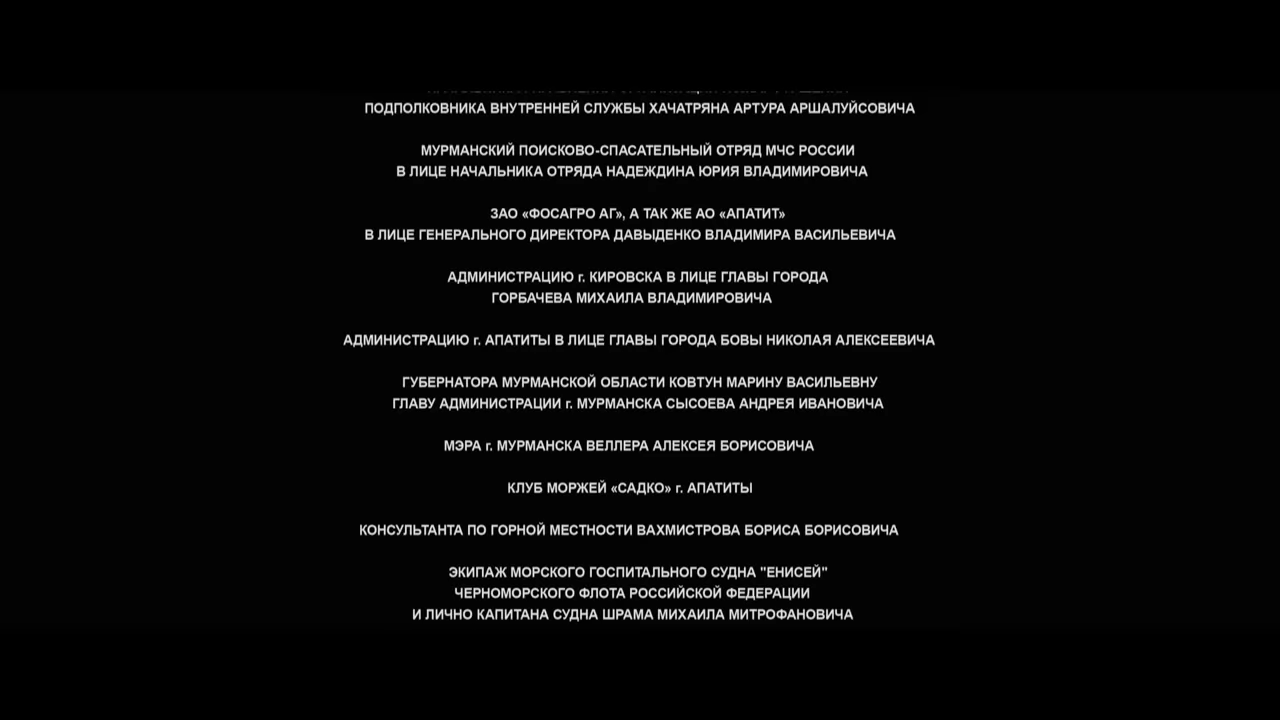 ПОДПОЛКОВНИКА ВНУТРЕННЕЙ СЛУЖБЫ ХАЧАТРЯНА АРТУРА АРШАЛУЙСОВИЧА
МУРМАНСКИЙ ПОИСКОВО-СПАСАТЕЛЬНЫЙ ОТРЯД МЧС РОССИИ
В ЛИЦЕ НАЧАЛЬНИКА ОТРЯДА НАДЕЖДИНА ЮРИЯ ВЛАДИМИРОВИЧА
ЗАО «ФОСАГРО АГ», А ТАК ЖЕ АО «АПАТИТ»
В ЛИЦЕ ГЕНЕРАЛЬНОГО ДИРЕКТОРА ДАВЫДЕНКО ВЛАДИМИРА ВАСИЛЬЕВИЧА
АДМИНИСТРАЦИЮ г. КИРОВСКА В ЛИЦЕ ГЛАВЫ ГОРОДА
ГОРБАЧЕВА МИХАИЛА ВЛАДИМИРОВИЧА
АДМИНИСТРАЦИЮ г. АПАТИТЫ В ЛИЦЕ ГЛАВЫ ГОРОДА БОВЫ НИКОЛАЯ АЛЕКСЕЕВИЧА
ГУБЕРНАТОРА МУРМАНСКОЙ ОБЛАСТИ КОВТУН МАРИНУ ВАСИЛЬЕВНУ
ГЛАВУ АДМИНИСТРАЦИИ г. МУРМАНСКА СЫСОЕВА АНДРЕЯ ИВАНОВИЧА
МЭРА г. МУРМАНСКА ВЕЛЛЕРА АЛЕКСЕЯ БОРИСОВИЧА
КЛУБ МОРЖЕЙ «САДКО» г. АПАТИТЫ
КОНСУЛЬТАНТА ПО ГОРНОЙ МЕСТНОСТИ ВАХМИСТРОВА БОРИСА БОРИСОВИЧА
ЭКИПАЖ МОРСКОГО ГОСПИТАЛЬНОГО СУДНА "ЕНИСЕЙ"
ЧЕРНОМОРСКОГО ФЛОТА РОССИЙСКОЙ ФЕДЕРАЦИИ
И ЛИЧНО КАПИТАНА СУДНА ШРАМА МИХАИЛА МИТРОФАНОВИЧА